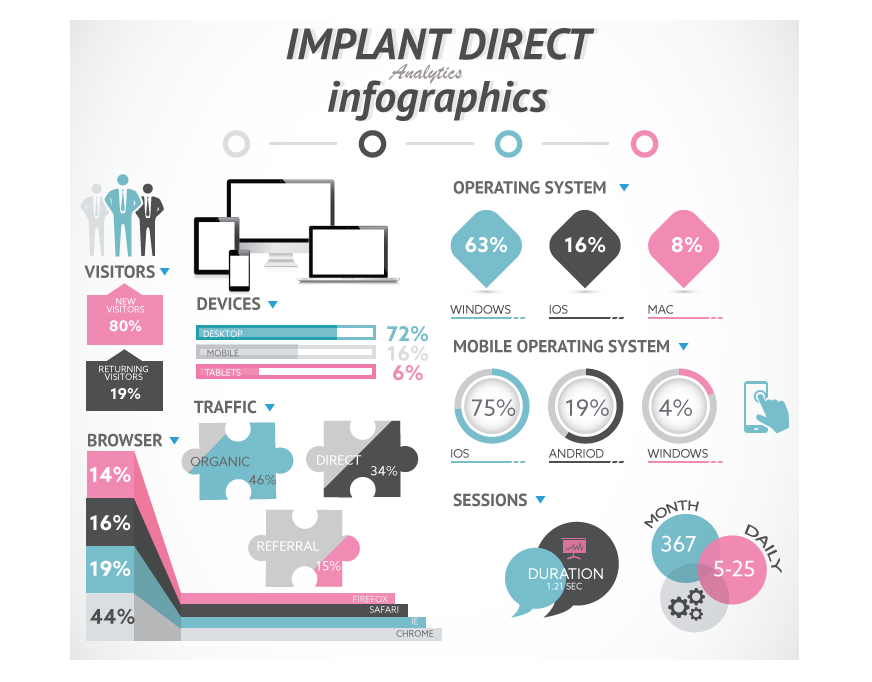 IMPLANT DIRECT
Analytics
infographics
VISITORS
NEW
VISITORS
80%
RETURNING
VISITORS
19%
DEVICES
DESKTOP
72%
MOBILE
16%
TABLETS
6%
OPERATING SYSTEM
63%
16%
8%
WINDOWS
IOS
MAC
MOBILE OPERATING SYSTEM
75%
19%
4%
IOS
ANDRIOD
WINDOWS
TRAFFIC
ORGANIC
46%
DIRECT
34%
REFERRAL
15%
BROWSER
14%
16%
19%
44%
FIREFOX
SAFARI
IE
CHROME
SESSIONS
DURATION
1.21 SEC
MONTH
367
DAILY
5-25